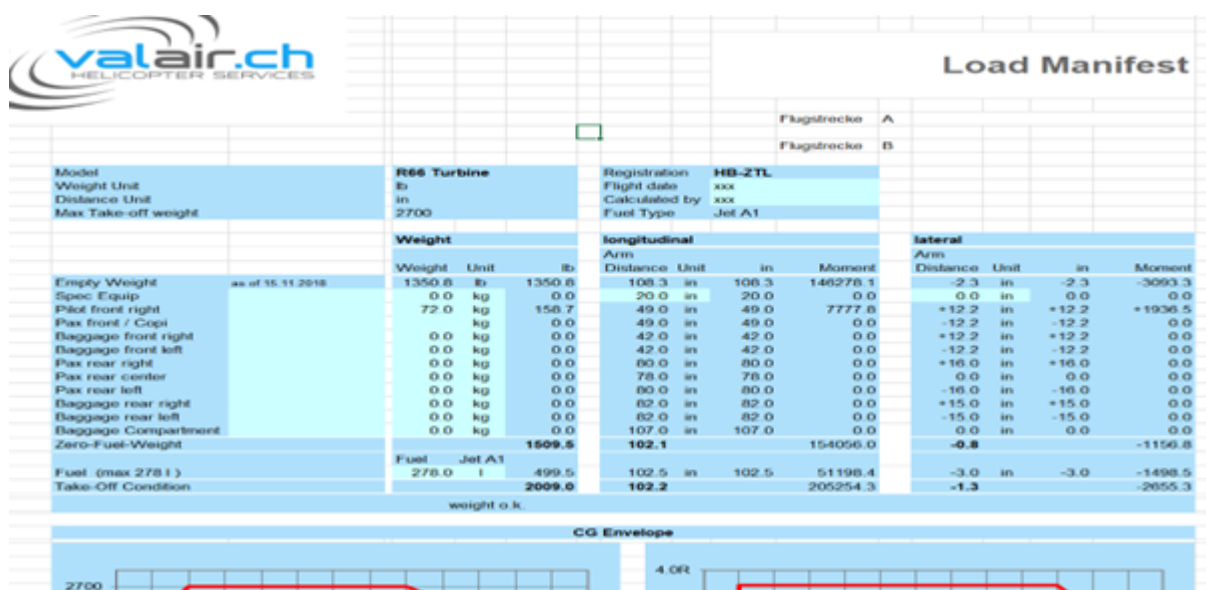 valair.ch
HELICOPTER SERVICES
Load Manifest
Flugstrecke A
Flugstrecke B
Model R66 Turbine Registration HB-ZTL
Weight Unit lb Flight date xxx
Distance Unit in Calculated by xxx
Max Take-off weight 2700 Fuel Type Jet A1
Weight longitudinal lateral
Arm Arm
Weight Unit lb Distance Unit in Moment Distance Unit in Moment
Empty Weight as of 15.11.2018 1350.8 lb 1350.8 108.3 in 108.3 146278.1 -2.3 in -2.3 -3093.3
Spec Equip 0.0 kg 0.0 20.0 in 20.0 0.0 0.0 in 0.0 0.0
Pilot front right 72.0 kg 158.7 49.0 in 49.0 7777.8 +12.2 in +12.2 +1936.5
Pax front / Copi kg 0.0 49.0 in 49.0 0.0 -12.2 in -12.2 0.0
Baggage front right 0.0 kg 0.0 42.0 in 42.0 0.0 +12.2 in +12.2 0.0
Baggage front left 0.0 kg 0.0 42.0 in 42.0 0.0 -12.2 in -12.2 0.0
Pax rear right 0.0 kg 0.0 80.0 in 80.0 0.0 +16.0 in +16.0 0.0
Pax rear center 0.0 kg 0.0 78.0 in 78.0 0.0 0.0 in 0.0 0.0
Pax rear left 0.0 kg 0.0 80.0 in 80.0 0.0 -16.0 in -16.0 0.0
Baggage rear right 0.0 kg 0.0 82.0 in 82.0 0.0 +15.0 in +15.0 0.0
Baggage rear left 0.0 kg 0.0 82.0 in 82.0 0.0 -15.0 in -15.0 0.0
Baggage Compartment 0.0 kg 0.0 107.0 in 107.0 0.0 0.0 in 0.0 0.0
Zero-Fuel-Weight 1509.5 102.1 154056.0 -0.8 -1156.8
Fuel Jet A1
Fuel (max 278 l ) 278.0 l 499.5 102.5 in 102.5 51198.4 -3.0 in -3.0 -1498.5
Take-Off Condition 2009.0 102.2 205254.3 -1.3 -2655.3
weight o.k.
CG Envelope
2700 4.0R